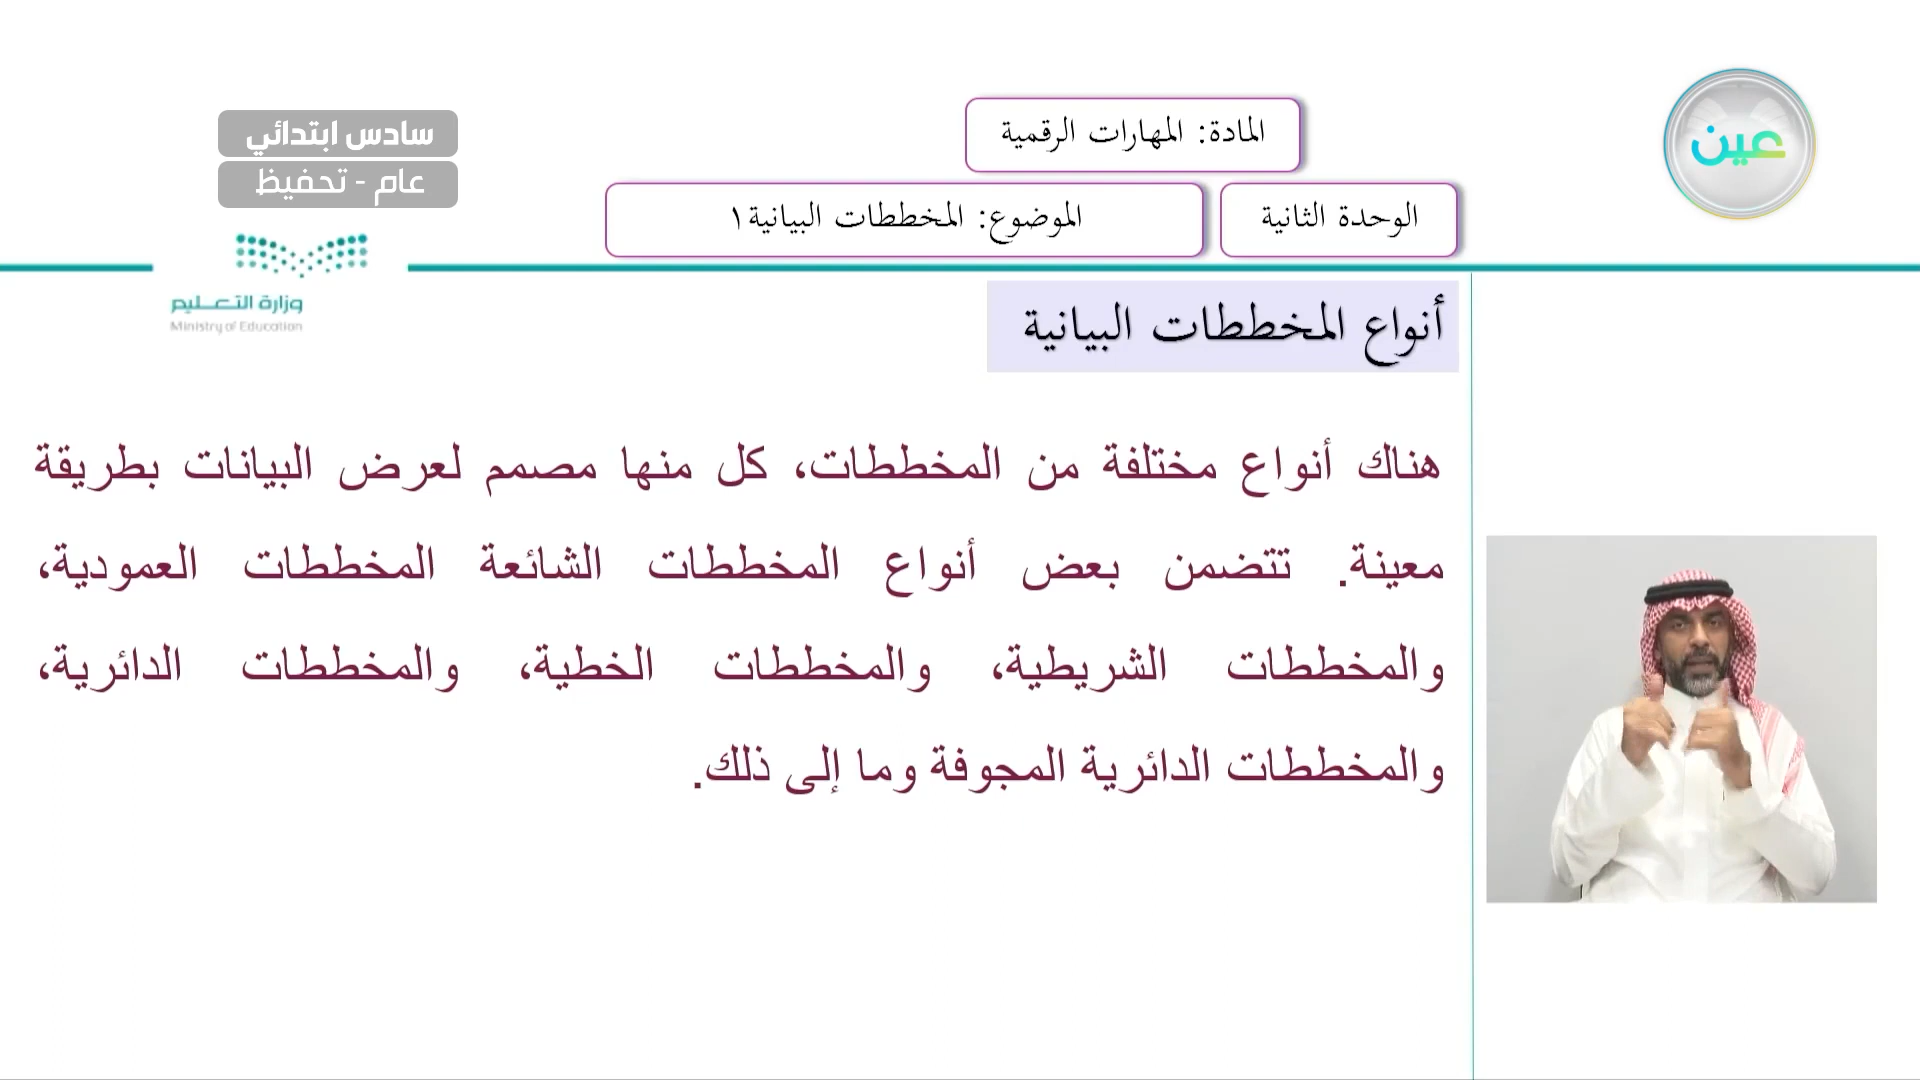 عين
المادة: المهارات الرقمية
سادس ابتدائي
عام - تحفيظ
الوحدة الثانية
الموضوع: المخططات البيانية١
وزارة التعليم
Ministry of Education
أنواع المخططات البيانية
هناك أنواع مختلفة من المخططات، كل منها مصمم لعرض البيانات بطريقة
معينة. تتضمن بعض أنواع المخططات الشائعة المخططات العمودية،
والمخططات الشريطية، والمخططات الخطية، والمخططات الدائرية،
والمخططات الدائرية المجوفة وما إلى ذلك.